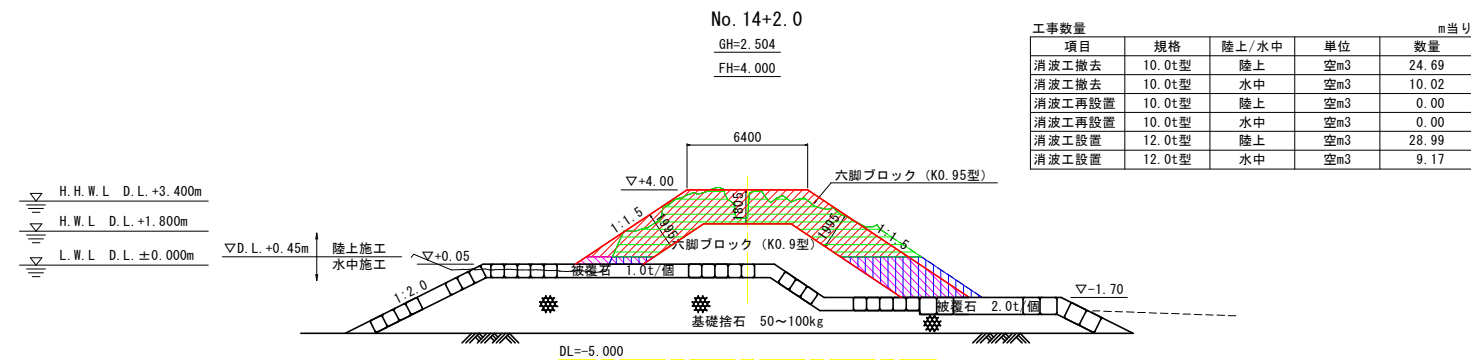 No. 14+2.0
GH=2.504
FH=4.000
工事数量 m当り
項目 規格 陸上/水中 単位 数量
消波工撤去 10.0t型 陸上 空m3 24.69
消波工撤去 10.0t型 水中 空m3 10.02
消波工再設置 10.0t型 陸上 空m3 0.00
消波工再設置 10.0t型 水中 空m3 0.00
消波工設置 12.0t型 陸上 空m3 28.99
消波工設置 12.0t型 水中 空m3 9.17
6400
▽+4.00
六脚ブロック (K0.95型)
H.H.W.L D.L.+3.400m
H.W.L D.L.+1.800m
L.W.L D.L.±0.000m
▽D.L.+0.45m
陸上施工
水中施工
▽+0.05
1:1.5
1995
1805
1995
1:1.5
六脚ブロック (K0.9型)
被覆石 1.0t/個
1:2.0
▽-1.70
被覆石 2.0t/個
基礎捨石 50～100kg
DL=-5.000